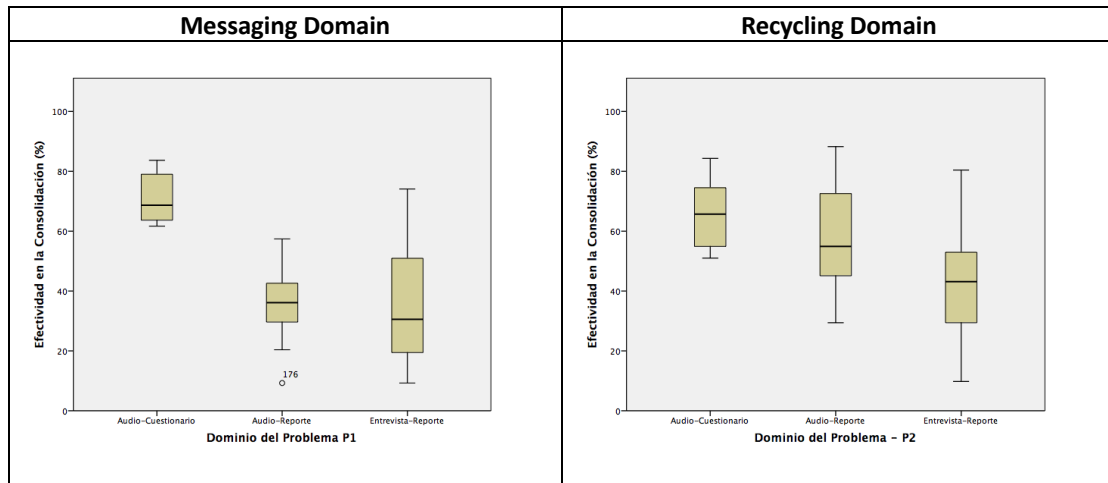 Messaging Domain
Recycling Domain
Efectividad en la Consolidación (%)
100
80
60
40
20
0
176
Audio-Cuestionario
Audio-Reporte
Entrevista-Reporte
Dominio del Problema P1
Efectividad en la Consolidación (%)
100
80
60
40
20
0
Audio-Cuestionario
Audio-Reporte
Entrevista-Reporte
Dominio del Problema – P2